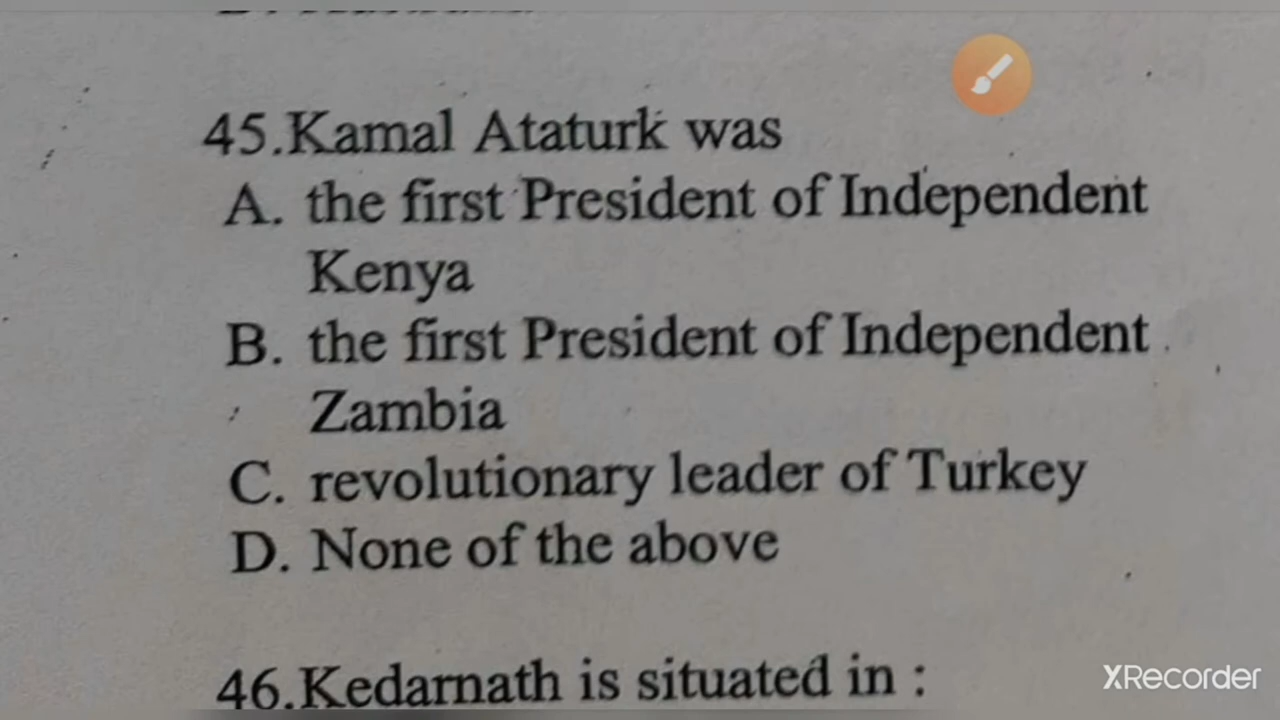 45.Kamal Ataturk was
A. the first President of Independent
Kenya
B. the first President of Independent
Zambia
C. revolutionary leader of Turkey
D. None of the above
46.Kedarnath is situated in :
XRecorder